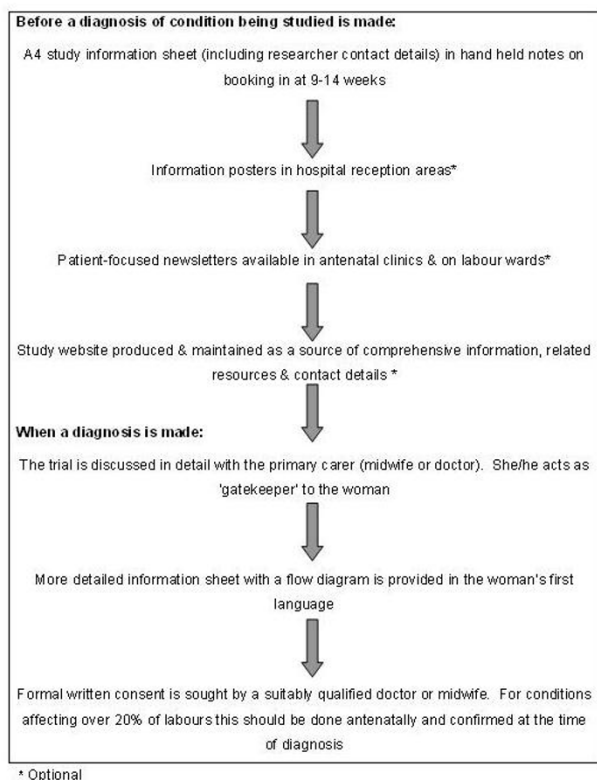 Before a diagnosis of condition being studied is made:
A4 study information sheet (including researcher contact details) in hand held notes on
booking in at 9-14 weeks
Information posters in hospital reception areas*
Patient-focused newsletters available in antenatal clinics & on labour wards*
Study website produced & maintained as a source of comprehensive information, related
resources & contact details *
When a diagnosis is made:
The trial is discussed in detail with the primary carer (midwife or doctor). She/he acts as
'gatekeeper' to the woman
More detailed information sheet with a flow diagram is provided in the woman's first
language
Formal written consent is sought by a suitably qualified doctor or midwife. For conditions
affecting over 20% of labours this should be done antenatally and confirmed at the time
of diagnosis
* Optional